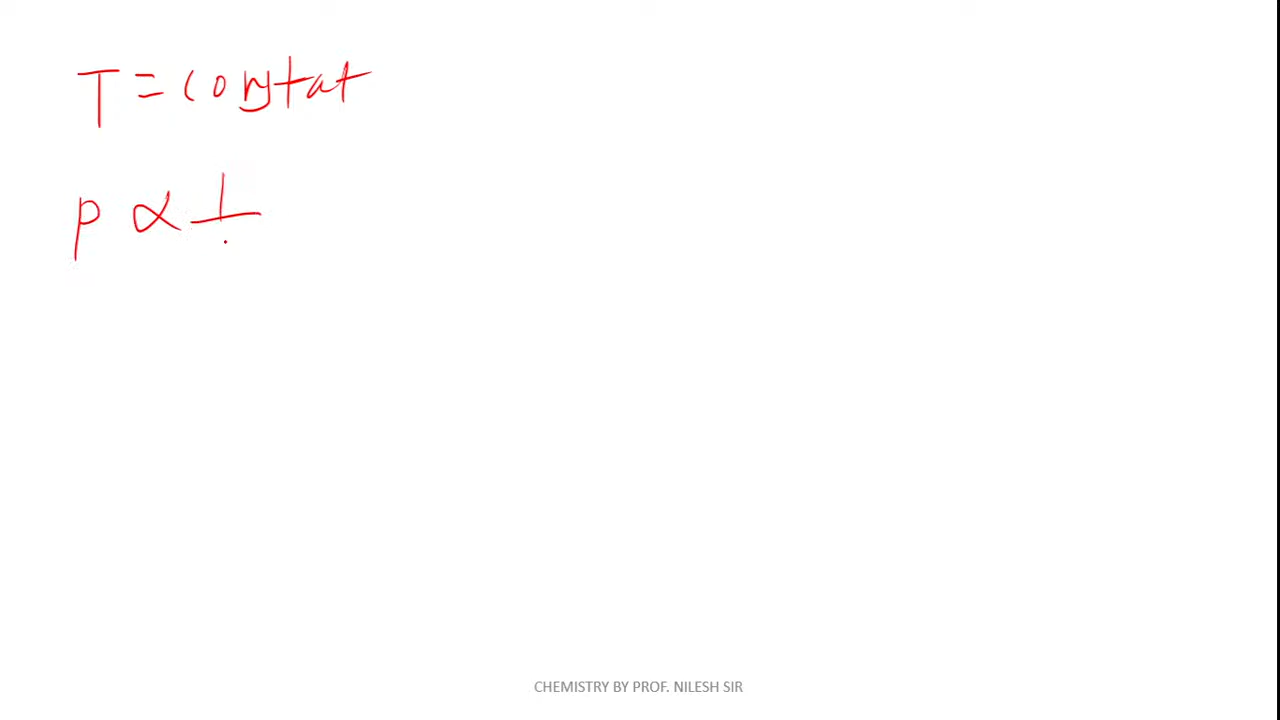 T = constat
P ∝ 1/
CHEMISTRY BY PROF. NILESH SIR